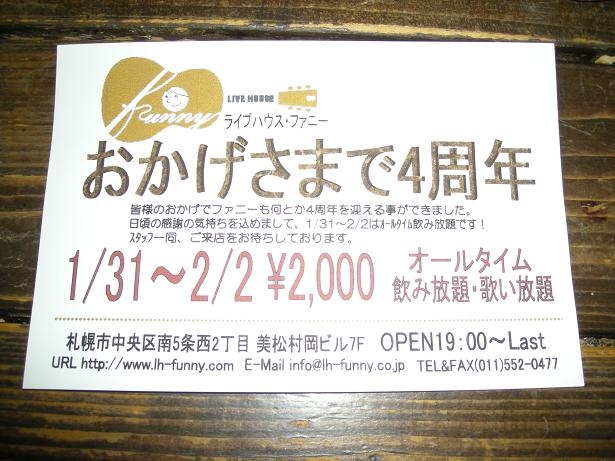 Funny
LIVE HOUSE
ライブハウス・ファニー
おかげさまで4周年
皆様のおかげでファニーも何とか4周年を迎える事ができました。
日頃の感謝の気持ちを込めまして、1/31～2/2はｵｰﾙﾀｲﾑ飲み放題です！
ｽﾀｯﾌ一同、ご来店をお待ちしております。
1/31～2/2 ¥2,000 オールタイム
飲み放題・歌い放題
札幌市中央区南5条西2丁目 美松村岡ビル7F OPEN19:00～Last
URL http://www.lh-funny.com E-Mail info@lh-funny.co.jp TEL&FAX(011)552-0477